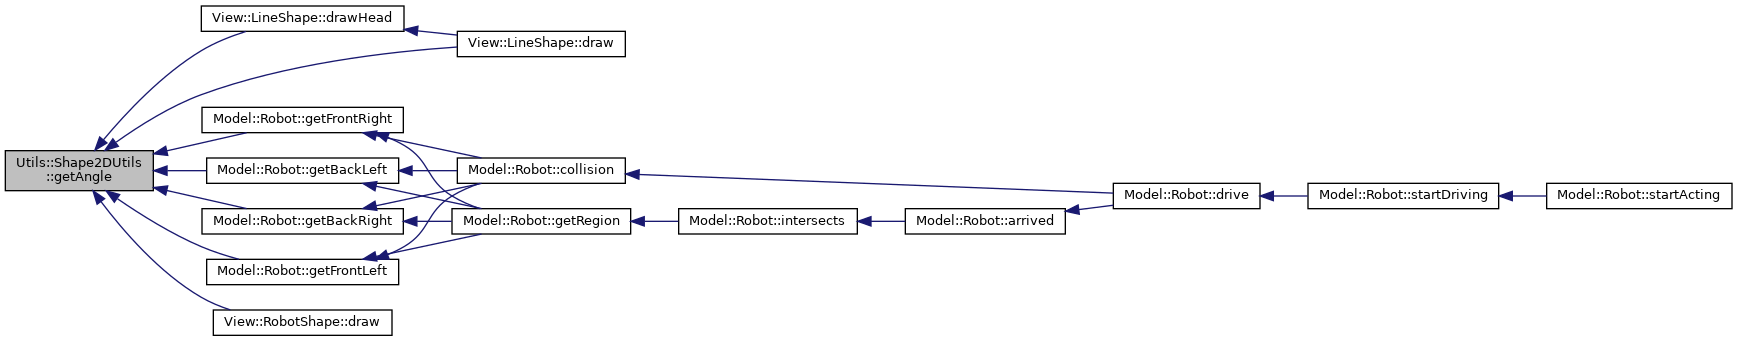 View::LineShape::drawHead
View::LineShape::draw
Model::Robot::getFrontRight
Utils::Shape2DUtils
::getAngle
Model::Robot::getBackLeft
Model::Robot::collision
Model::Robot::drive
Model::Robot::startDriving
Model::Robot::startActing
Model::Robot::getBackRight
Model::Robot::getRegion
Model::Robot::intersects
Model::Robot::arrived
Model::Robot::getFrontLeft
View::RobotShape::draw